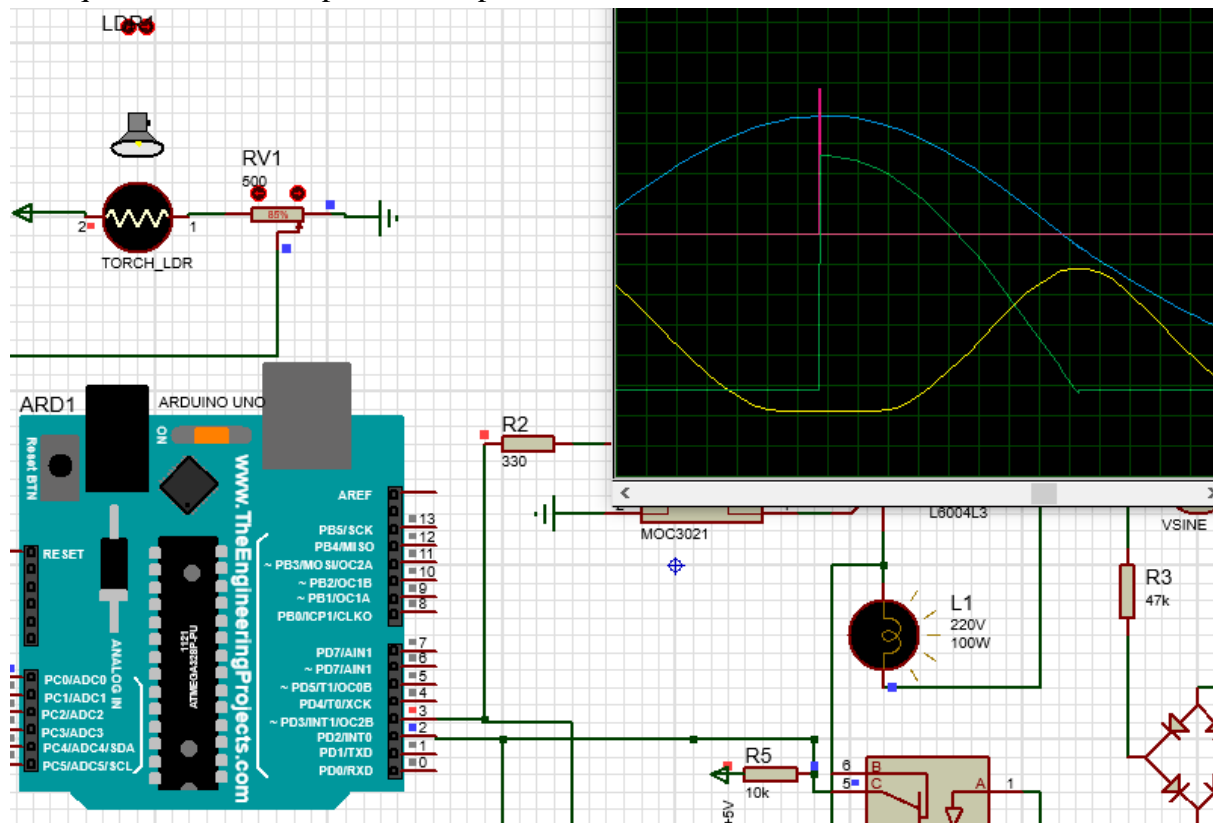 LDR1
RV1
500
85%
2
1
TORCH_LDR
ARD1
ARDUINO UNO
Reset BTN
ON
www.TheEngineeringProjects.com
R2
330
AREF
13
PB5/SCK
12
PB4/MISO
11
~ PB3/MOSI/OC2A
10
~ PB2/OC1B
9
~ PB1/OC1A
8
PB0/ICP1/CLKO
RESET
1121
ATMEGA328P-PU
ANALOG IN
7
PD7/AIN1
6
~ PD7/AIN1
5
~ PD5/T1/OC0B
4
PD4/T0/XCK
3
~ PD3/INT1/OC2B
2
PD2/INT0
1
PD1/TXD
0
PD0/RXD
PC0/ADC0
PC1/ADC1
PC2/ADC2
PC3/ADC3
PC4/ADC4/SDA
PC5/ADC5/SCL
MOC3021
L6004L3
VSINE
R3
47k
L1
220V
100W
R5
10k
+5V
6
B
5
C
A
1